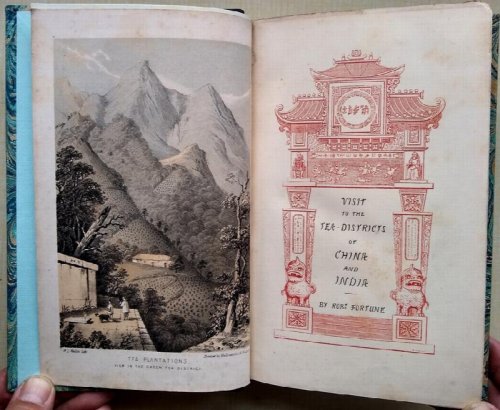 TEA PLANTATIONS
VIEW IN THE GREEN TEA DISTRICT
VISIT
TO THE
TEA-DISTRICTS
OF
CHINA
AND
INDIA
BY ROBT FORTUNE